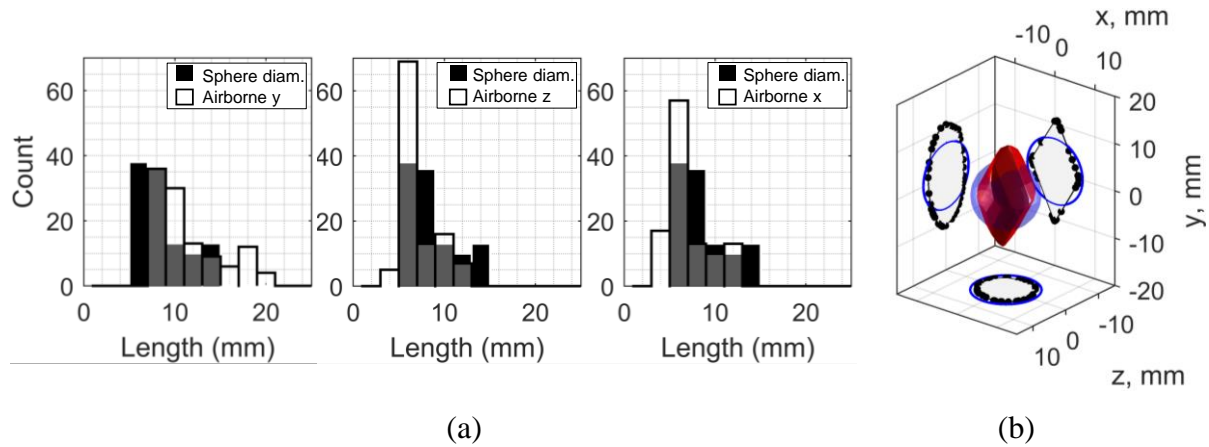 Sphere diam.
Airborne y
Sphere diam.
Airborne z
Sphere diam.
Airborne x
Count
60
40
20
0
0 10 20
Length (mm)
60
40
20
0
0 10 20
Length (mm)
60
40
20
0
0 10 20
Length (mm)
x, mm
-10
0
10
20
10
0
-10
-20
y, mm
10 0 -10
z, mm
(a) (b)